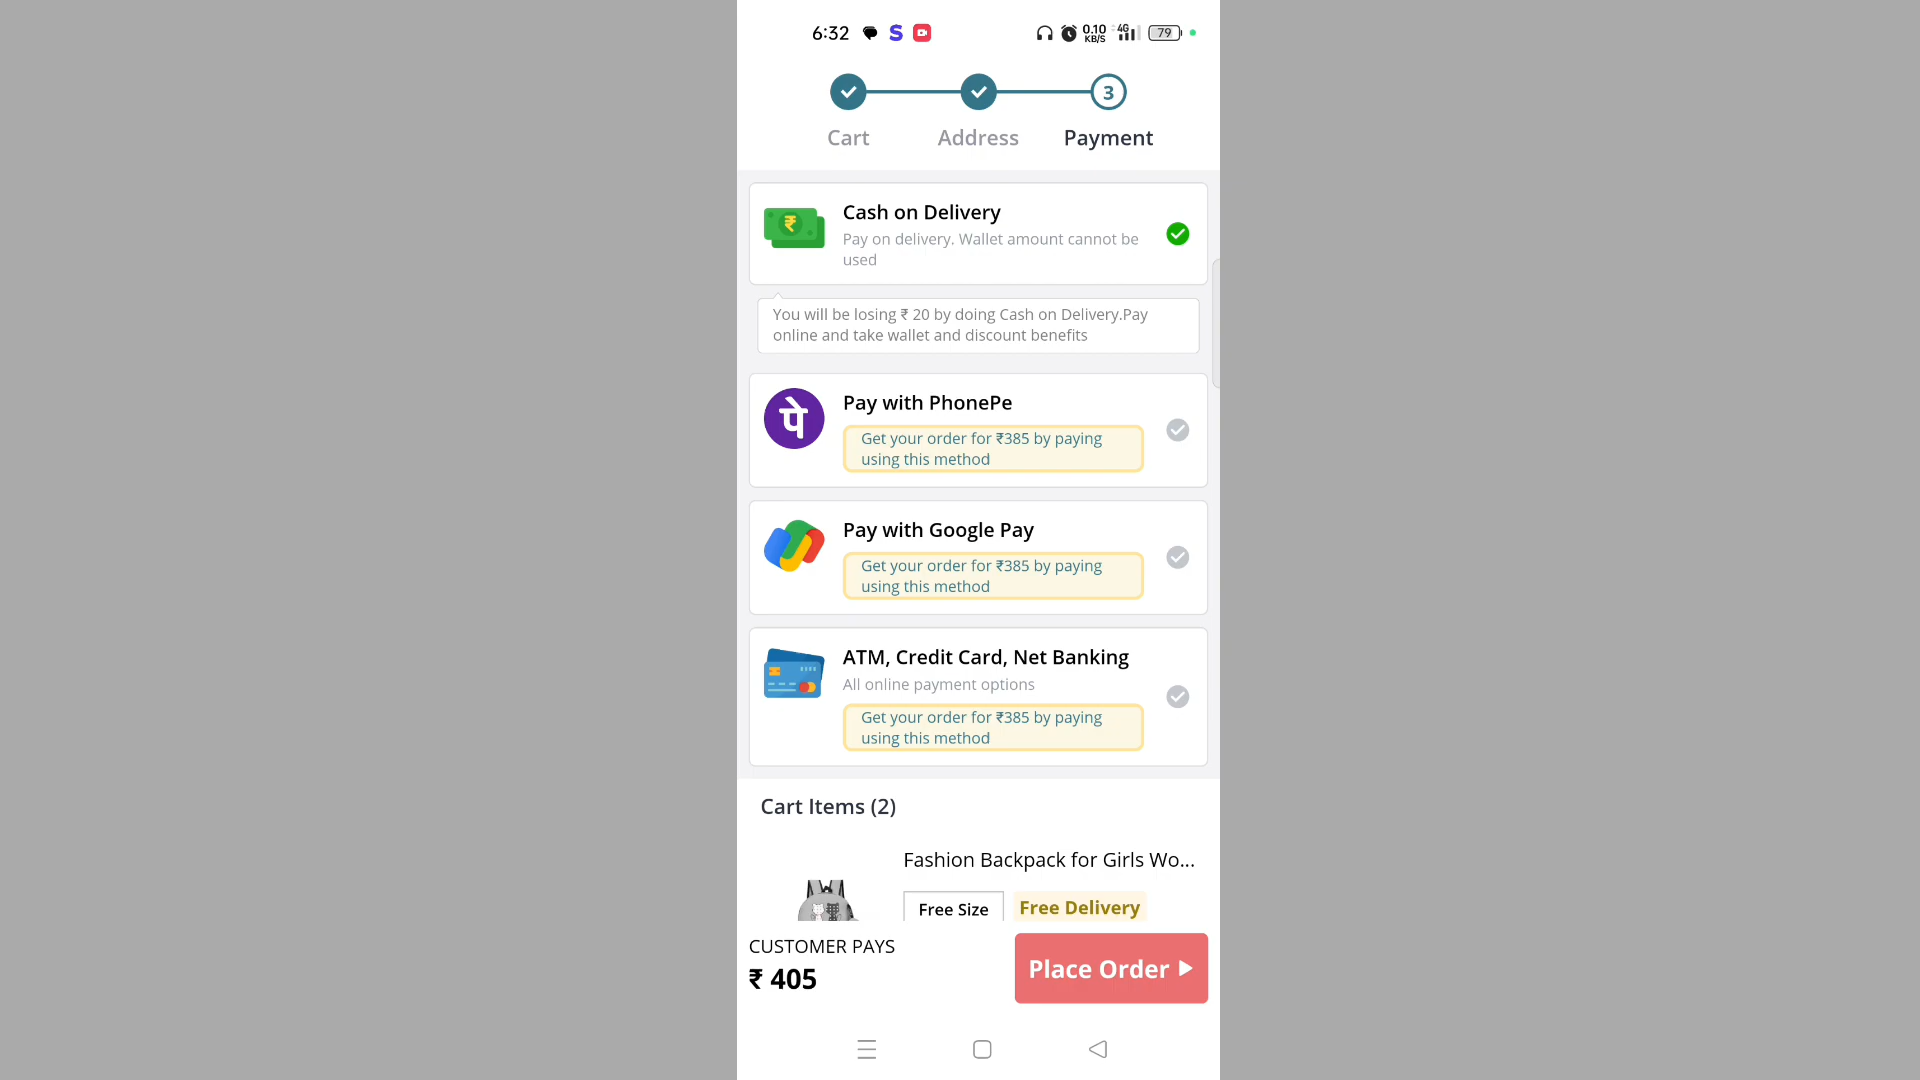 6:32 S 0.10 KB/S 4G 79
3
Cart Address Payment
₹
Cash on Delivery
Pay on delivery. Wallet amount cannot be
used
You will be losing ₹ 20 by doing Cash on Delivery.Pay
online and take wallet and discount benefits
पे
Pay with PhonePe
Get your order for ₹385 by paying
using this method
Pay with Google Pay
Get your order for ₹385 by paying
using this method
ATM, Credit Card, Net Banking
All online payment options
Get your order for ₹385 by paying
using this method
Cart Items (2)
Fashion Backpack for Girls Wo...
Free Size Free Delivery
CUSTOMER PAYS
₹ 405
Place Order